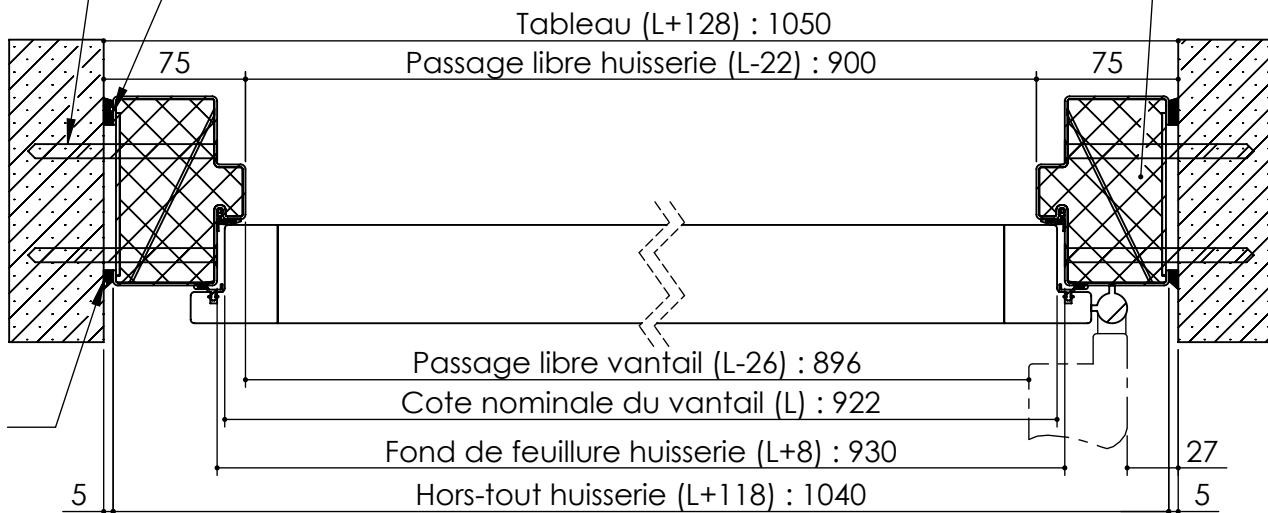 Tableau (L+128) : 1050
75 Passage libre huisserie (L-22) : 900 75
Passage libre vantail (L-26) : 896
Cote nominale du vantail (L) : 922
Fond de feuillure huisserie (L+8) : 930 27
5 Hors-tout huisserie (L+118) : 1040 5